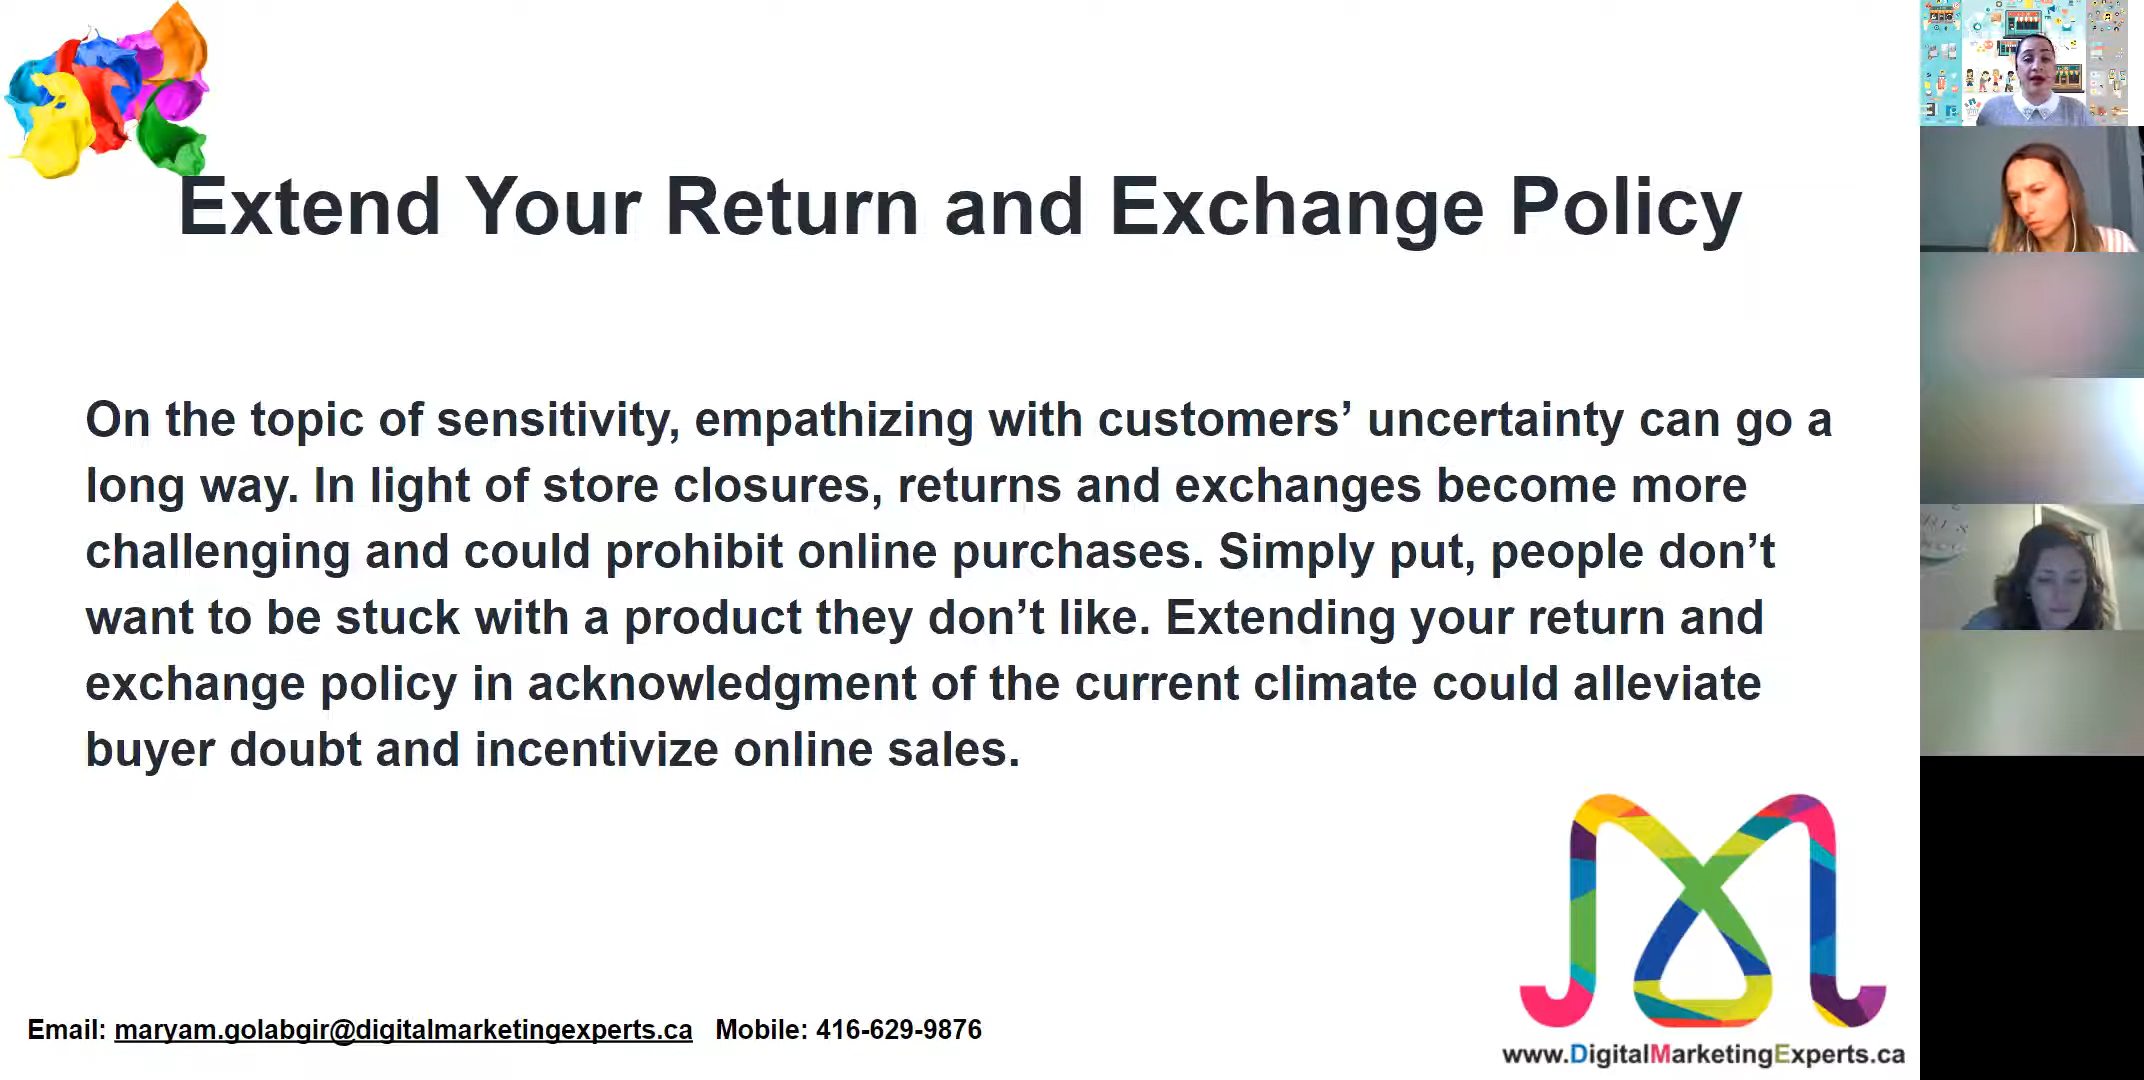 Extend Your Return and Exchange Policy
On the topic of sensitivity, empathizing with customers’ uncertainty can go a
long way. In light of store closures, returns and exchanges become more
challenging and could prohibit online purchases. Simply put, people don’t
want to be stuck with a product they don’t like. Extending your return and
exchange policy in acknowledgment of the current climate could alleviate
buyer doubt and incentivize online sales.
Email: maryam.golabgir@digitalmarketingexperts.ca Mobile: 416-629-9876
www.DigitalMarketingExperts.ca